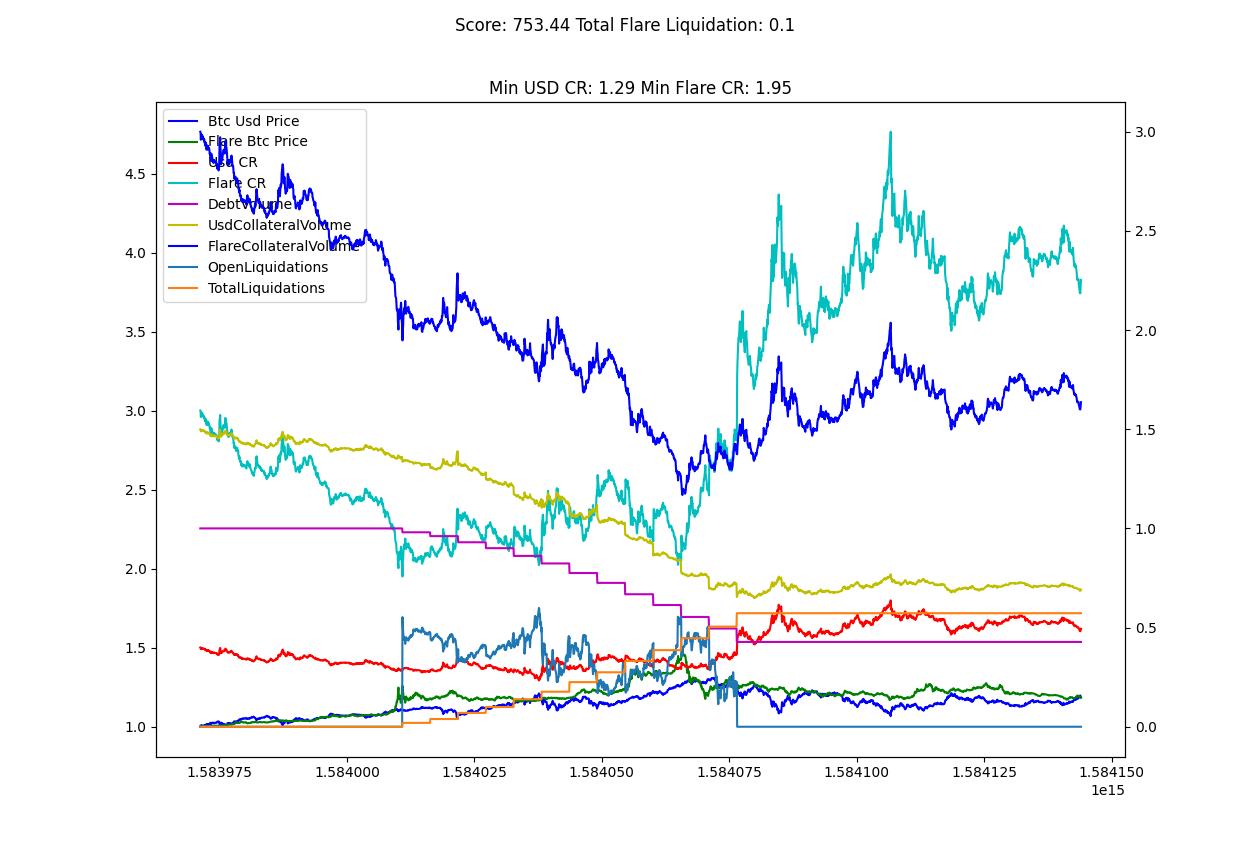 Score: 753.44 Total Flare Liquidation: 0.1
Min USD CR: 1.29 Min Flare CR: 1.95
Btc Usd Price
Flare Btc Price
Usd CR
Flare CR
DebtVolume
UsdCollateralVolume
FlareCollateralVolume
OpenLiquidations
TotalLiquidations
4.5
4.0
3.5
3.0
2.5
2.0
1.5
1.0
3.0
2.5
2.0
1.5
1.0
0.5
0.0
1.583975 1.584000 1.584025 1.584050 1.584075 1.584100 1.584125 1.584150
1e15